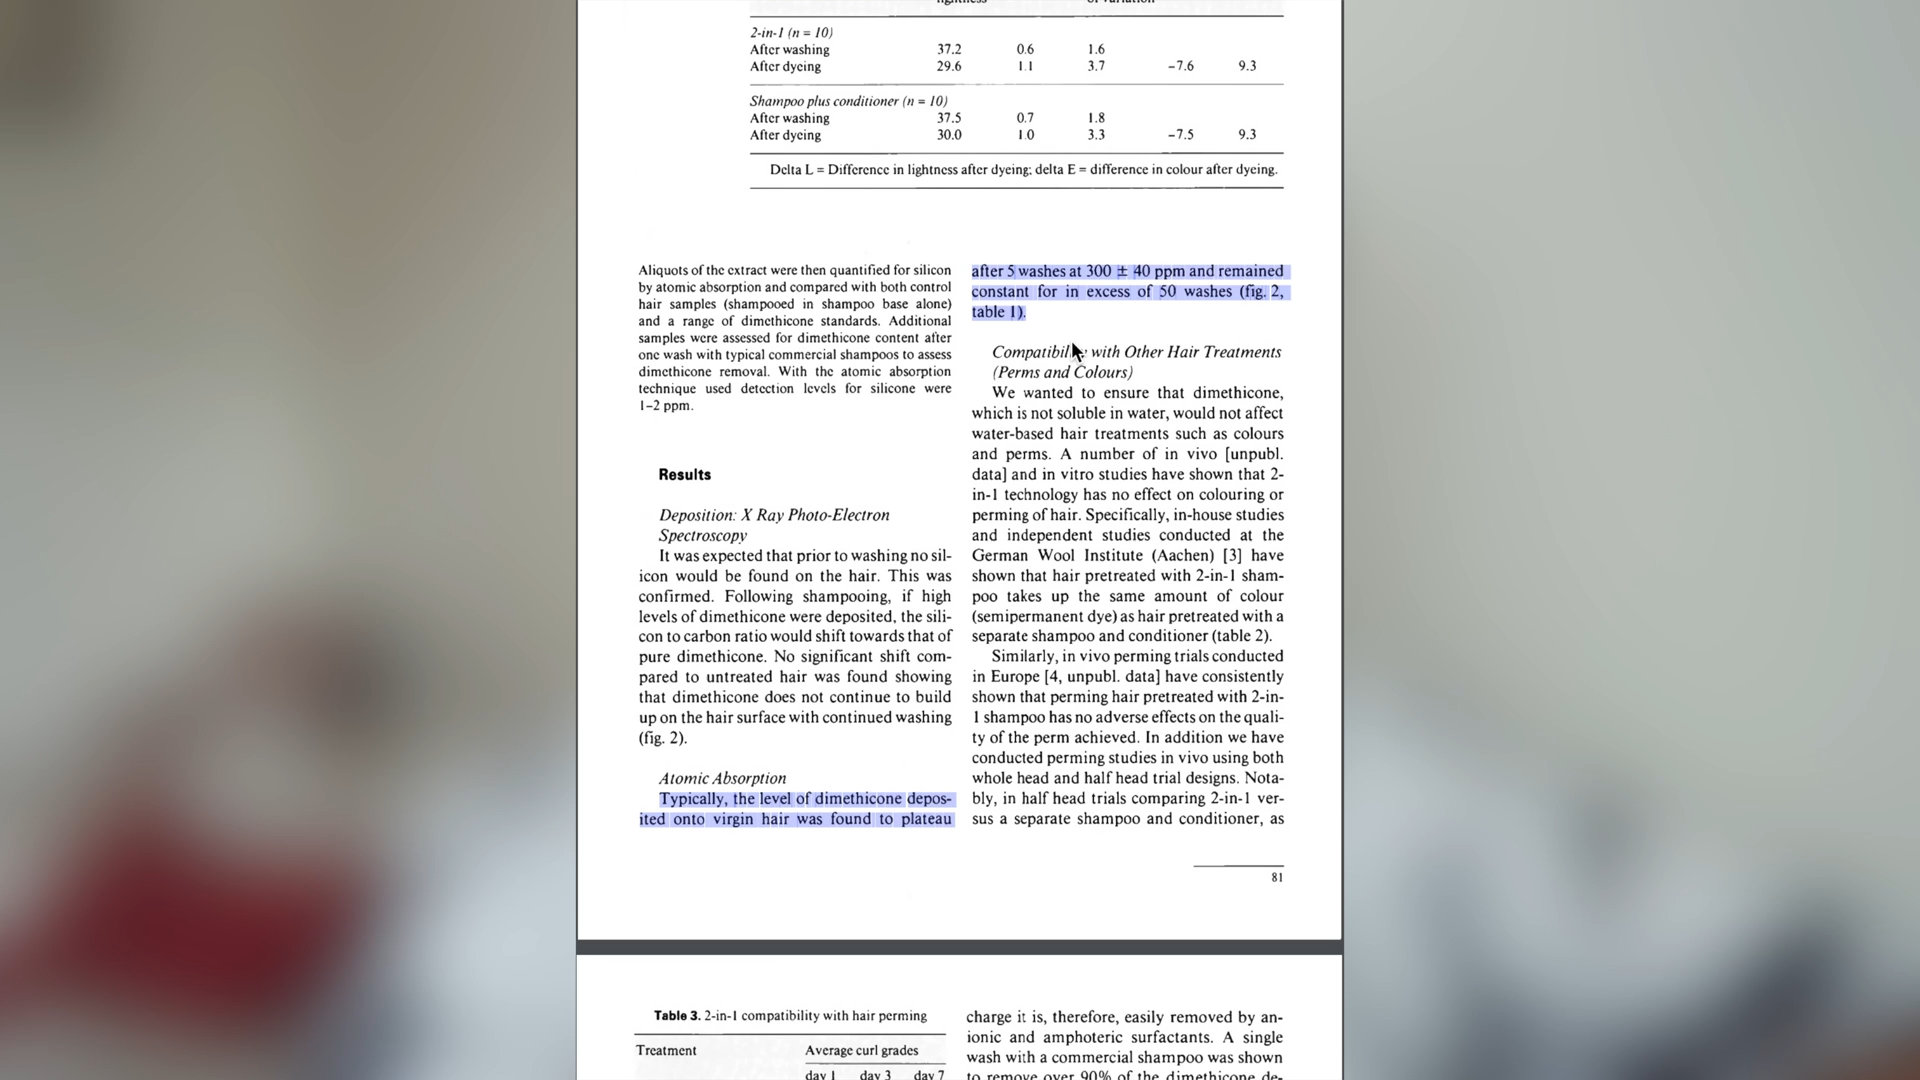 2-in-1 (n = 10)
After washing 37.2 0.6 1.6
After dyeing 29.6 1.1 3.7 −7.6 9.3
Shampoo plus conditioner (n = 10)
After washing 37.5 0.7 1.8
After dyeing 30.0 1.0 3.3 −7.5 9.3
Delta L = Difference in lightness after dyeing; delta E = difference in colour after dyeing.
Aliquots of the extract were then quantified for silicon
by atomic absorption and compared with both control
hair samples (shampooed in shampoo base alone)
and a range of dimethicone standards. Additional
samples were assessed for dimethicone content after
one wash with typical commercial shampoos to assess
dimethicone removal. With the atomic absorption
technique used detection levels for silicone were
1–2 ppm.
Results
Deposition: X Ray Photo-Electron
Spectroscopy
It was expected that prior to washing no sil-
icon would be found on the hair. This was
confirmed. Following shampooing, if high
levels of dimethicone were deposited, the sili-
con to carbon ratio would shift towards that of
pure dimethicone. No significant shift com-
pared to untreated hair was found showing
that dimethicone does not continue to build
up on the hair surface with continued washing
(fig. 2).
Atomic Absorption
Typically, the level of dimethicone depos-
ited onto virgin hair was found to plateau
after 5 washes at 300 ± 40 ppm and remained
constant for in excess of 50 washes (fig. 2,
table 1).
Compatibility with Other Hair Treatments
(Perms and Colours)
We wanted to ensure that dimethicone,
which is not soluble in water, would not affect
water-based hair treatments such as colours
and perms. A number of in vivo [unpubl.
data] and in vitro studies have shown that 2-
in-1 technology has no effect on colouring or
perming of hair. Specifically, in-house studies
and independent studies conducted at the
German Wool Institute (Aachen) [3] have
shown that hair pretreated with 2-in-1 sham-
poo takes up the same amount of colour
(semipermanent dye) as hair pretreated with a
separate shampoo and conditioner (table 2).
Similarly, in vivo perming trials conducted
in Europe [4, unpubl. data] have consistently
shown that perming hair pretreated with 2-in-
1 shampoo has no adverse effects on the quali-
ty of the perm achieved. In addition we have
conducted perming studies in vivo using both
whole head and half head trial designs. Nota-
bly, in half head trials comparing 2-in-1 ver-
sus a separate shampoo and conditioner, as
81
Table 3. 2-in-1 compatibility with hair perming
Treatment Average curl grades
day 1 day 3 day 7
charge it is, therefore, easily removed by an-
ionic and amphoteric surfactants. A single
wash with a commercial shampoo was shown
to remove over 90% of the dimethicone de-